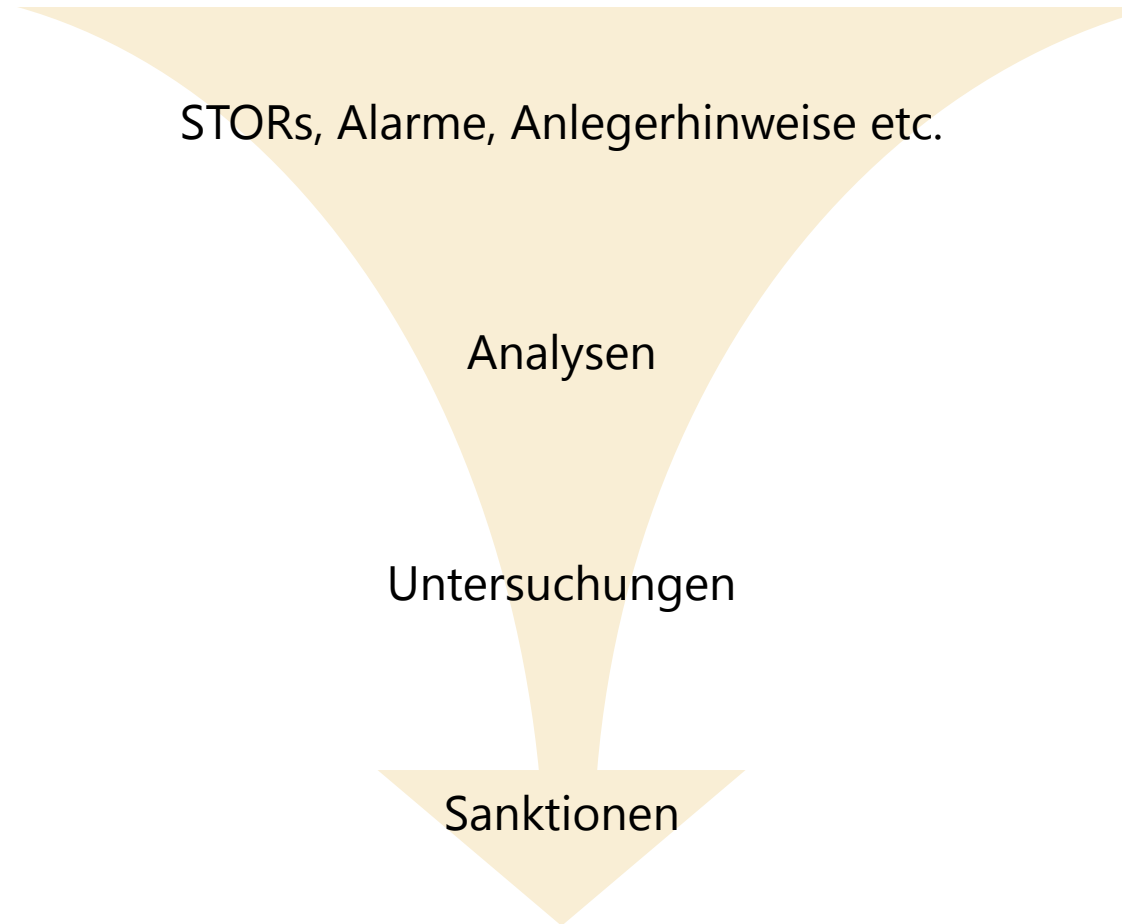 STORs, Alarme, Anlegerhinweise etc.
Analysen
Untersuchungen
Sanktionen